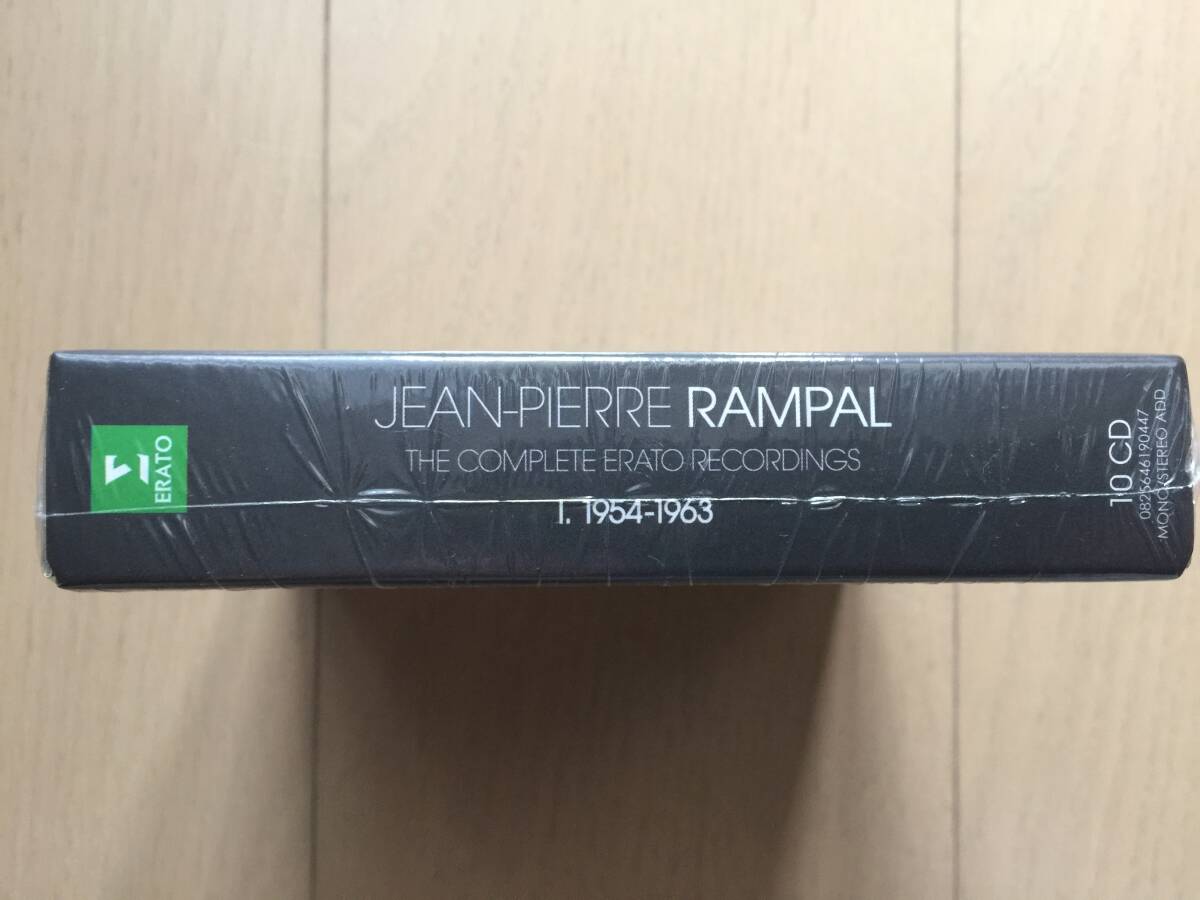 ERATO
JEAN-PIERRE RAMPAL
THE COMPLETE ERATO RECORDINGS
I. 1954-1963
10 CD
0825646190447
MONO/STEREO ADD